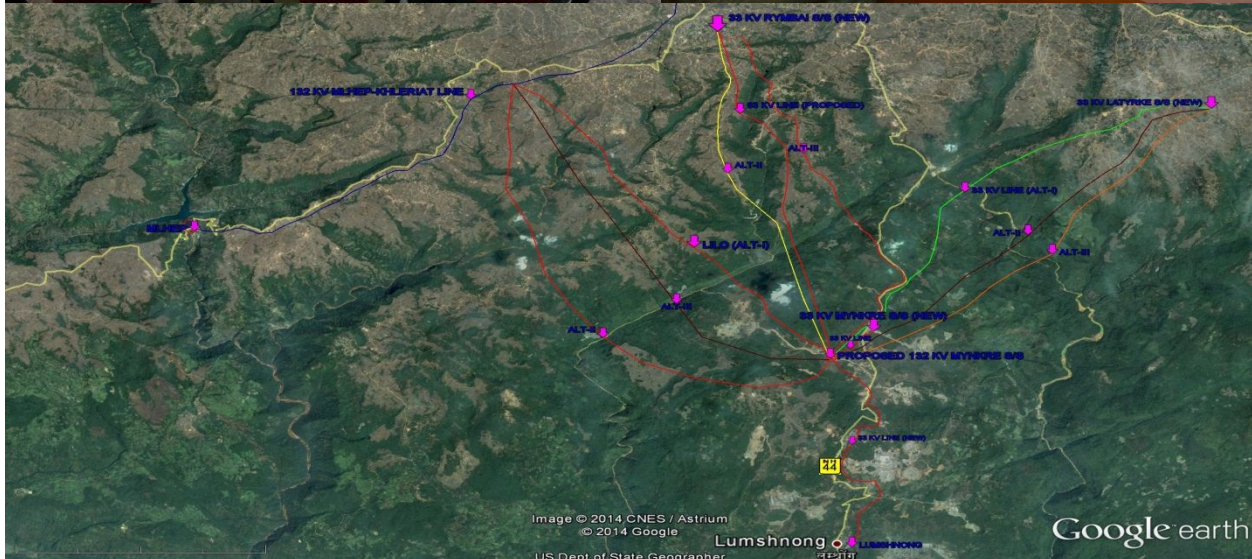 33 KV RYMBAI S/S (NEW)
132 KV-MLHEP-KHLERIAT LINE
33 KV LINE (PROPOSED)
33 KV LATYRKE S/S (NEW)
ALT-III
ALT-II
33 KV LINE (ALT-I)
MLHEP
LILO (ALT-I)
ALT-II
ALT-III
ALT-III
ALT-II
33 KV MYNKRE S/S (NEW)
33 KV LINE
PROPOSED 132 KV MYNKRE S/S
33 KV LINE (NEW)
44
Image © 2014 CNES / Astrium
© 2014 Google
US Dept of State Geographer
Lumshnong
LUMSHNONG
Google earth